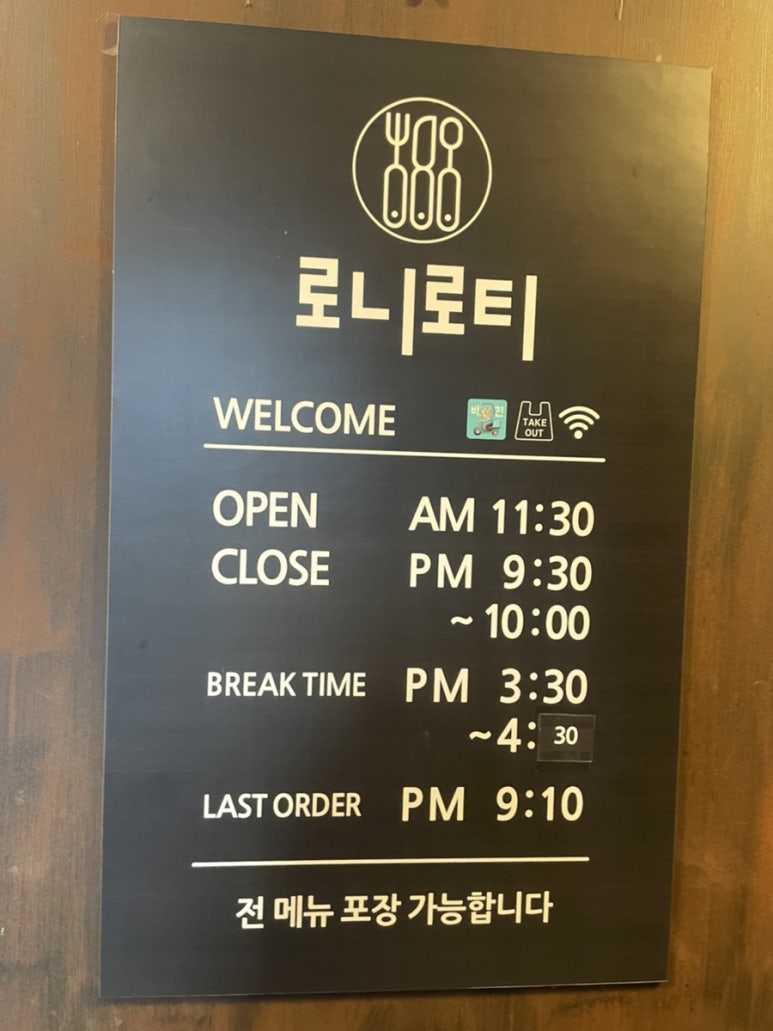 로니로티
WELCOME 배민 TAKE OUT
OPEN AM 11:30
CLOSE PM 9:30
~ 10:00
BREAK TIME PM 3:30
~4:30
LAST ORDER PM 9:10
전 메뉴 포장 가능합니다